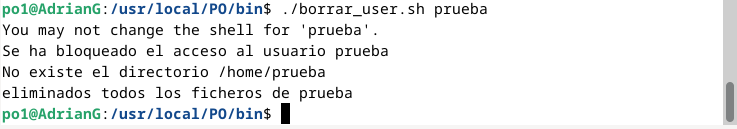 po1@AdrianG:/usr/local/PO/bin$ ./borrar_user.sh prueba
You may not change the shell for 'prueba'.
Se ha bloqueado el acceso al usuario prueba
No existe el directorio /home/prueba
eliminados todos los ficheros de prueba
po1@AdrianG:/usr/local/PO/bin$